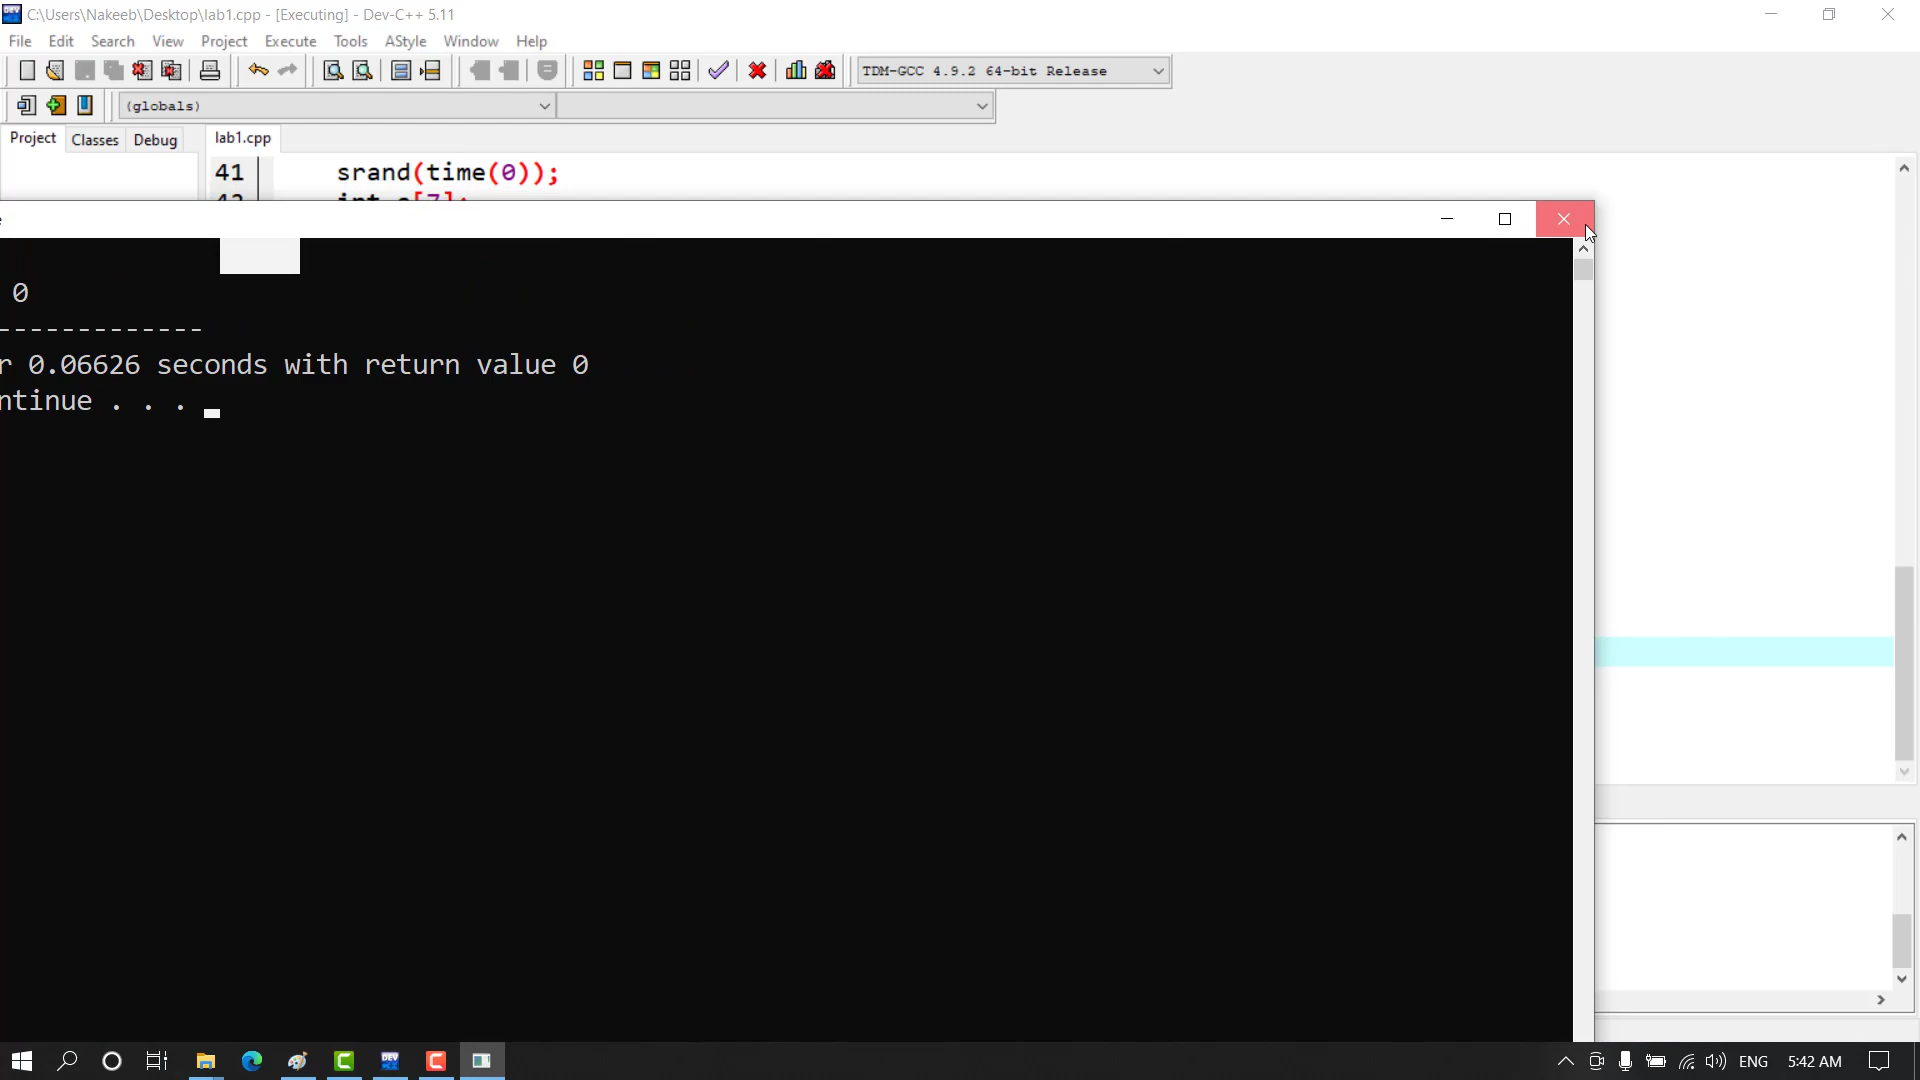 C:\Users\Nakeeb\Desktop\lab1.cpp - [Executing] - Dev-C++ 5.11
File Edit Search View Project Execute Tools AStyle Window Help
TDM-GCC 4.9.2 64-bit Release
(globals)
Project Classes Debug lab1.cpp
41 srand(time(0));
0
-------------
r 0.06626 seconds with return value 0
ntinue . . .
DEV
ENG 5:42 AM